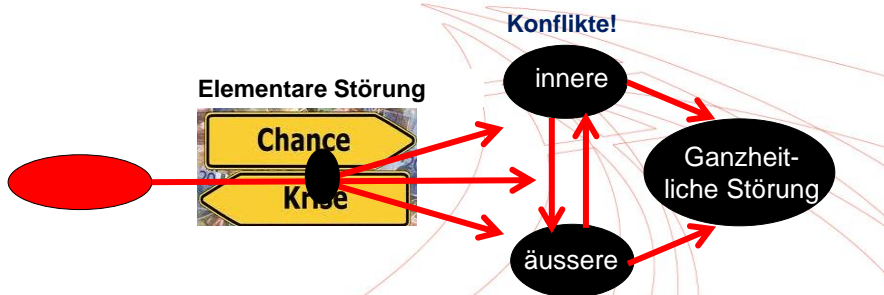 Konflikte!
innere
Elementare Störung
Chance
Krise
Ganzheit-
liche Störung
äussere